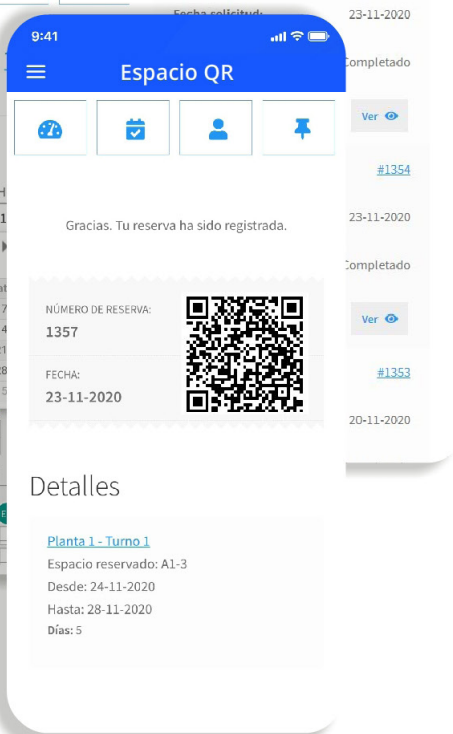 9:41
Espacio QR
Gracias. Tu reserva ha sido registrada.
NÚMERO DE RESERVA:
1357
FECHA:
23-11-2020
Detalles
Planta 1 - Turno 1
Espacio reservado: A1-3
Desde: 24-11-2020
Hasta: 28-11-2020
Días: 5
Fecha solicitud:
23-11-2020
Completado
Ver
#1354
23-11-2020
Completado
Ver
#1353
20-11-2020